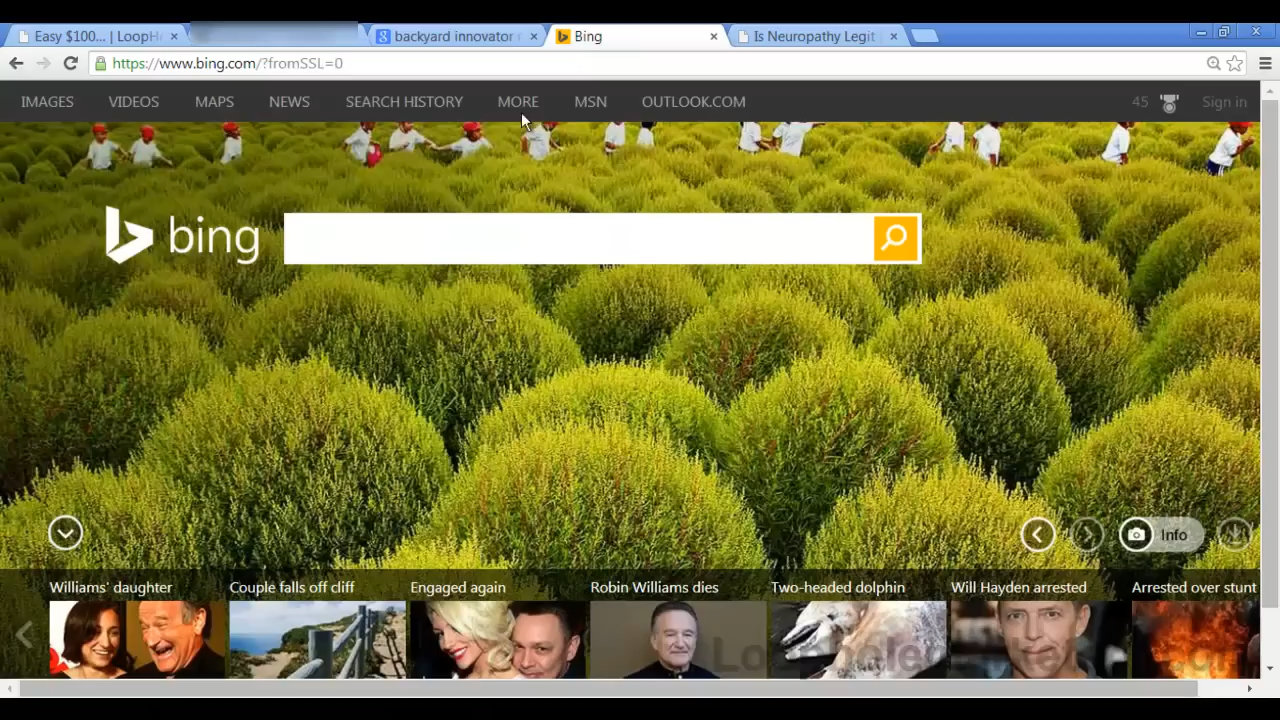 Easy $100... | LoopHo
backyard innovator r
Bing
Is Neuropathy Legit
https://www.bing.com/?fromSSL=0
IMAGES VIDEOS MAPS NEWS SEARCH HISTORY MORE MSN OUTLOOK.COM 45 Sign in
bing
Info
Williams' daughter Couple falls off cliff Engaged again Robin Williams dies Two-headed dolphin Will Hayden arrested Arrested over stunt